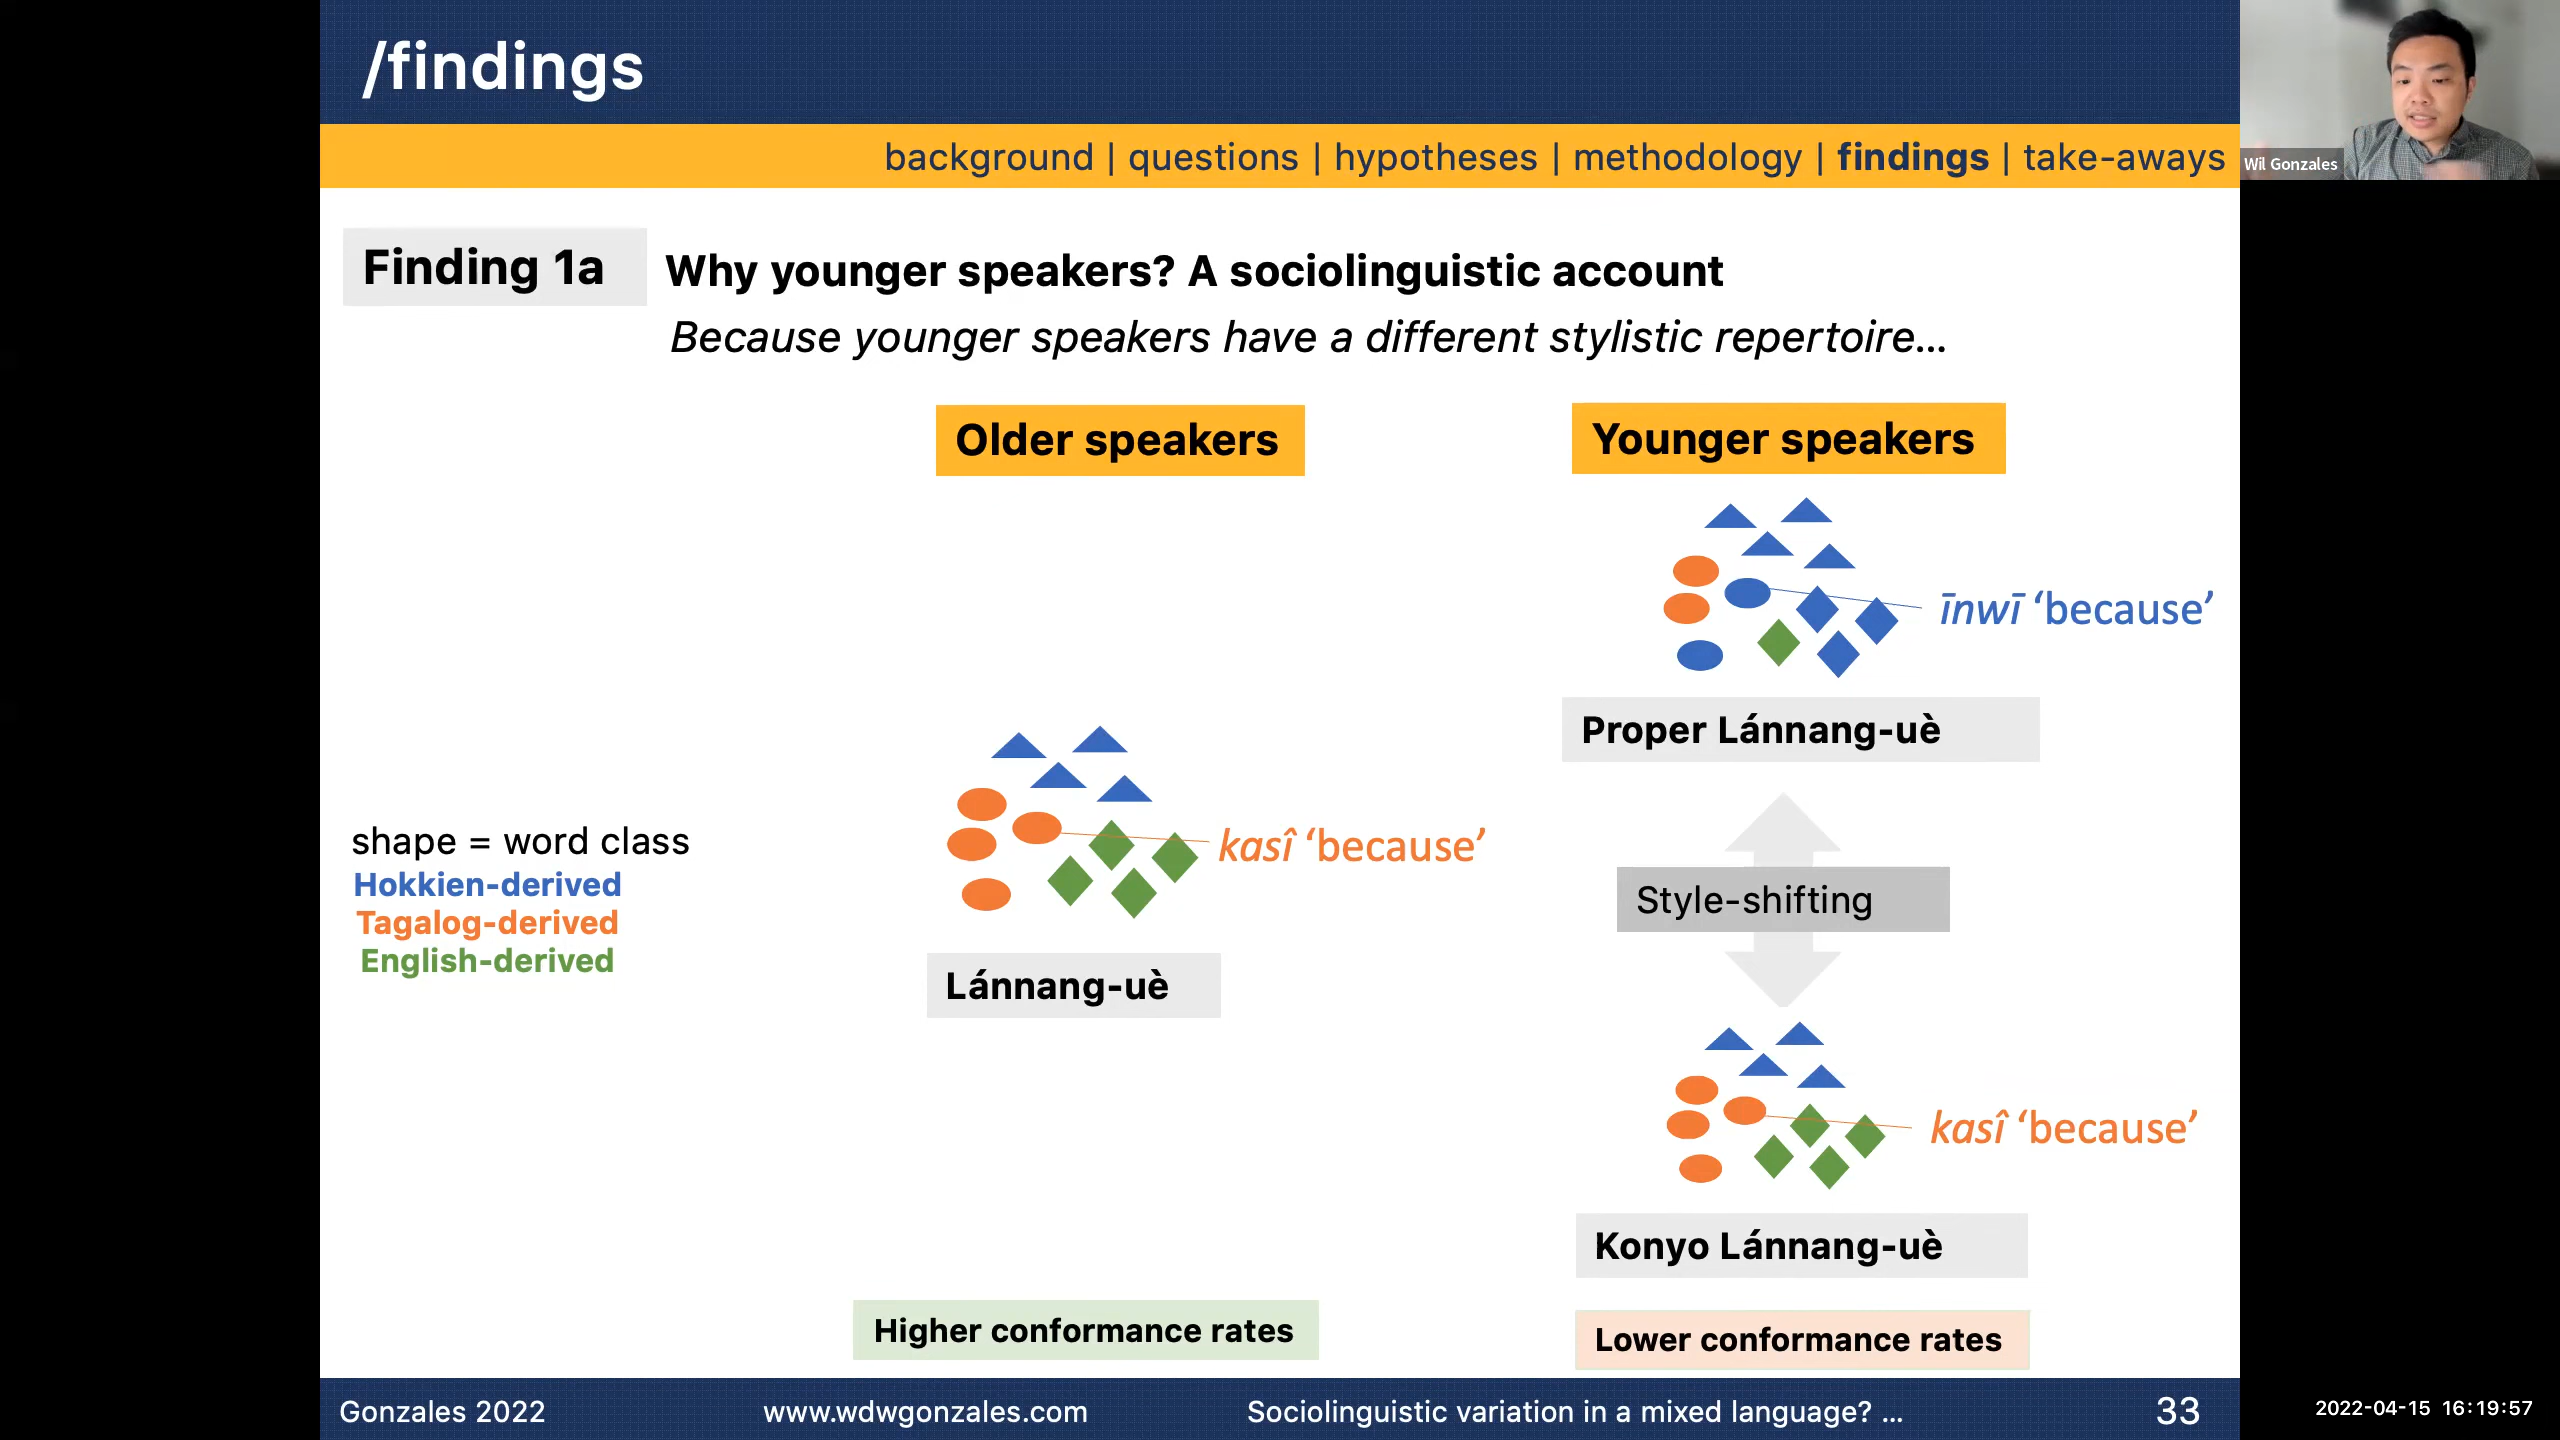 /findings
background | questions | hypotheses | methodology | findings | take-aways
Wil Gonzales
Finding 1a
Why younger speakers? A sociolinguistic account
Because younger speakers have a different stylistic repertoire...
Older speakers
Younger speakers
īnwī ‘because’
Proper Lánnang-uè
shape = word class
Hokkien-derived
Tagalog-derived
English-derived
kasî ‘because’
Lánnang-uè
Style-shifting
kasî ‘because’
Konyo Lánnang-uè
Higher conformance rates
Lower conformance rates
Gonzales 2022
www.wdwgonzales.com
Sociolinguistic variation in a mixed language? ...
33
2022-04-15 16:19:57